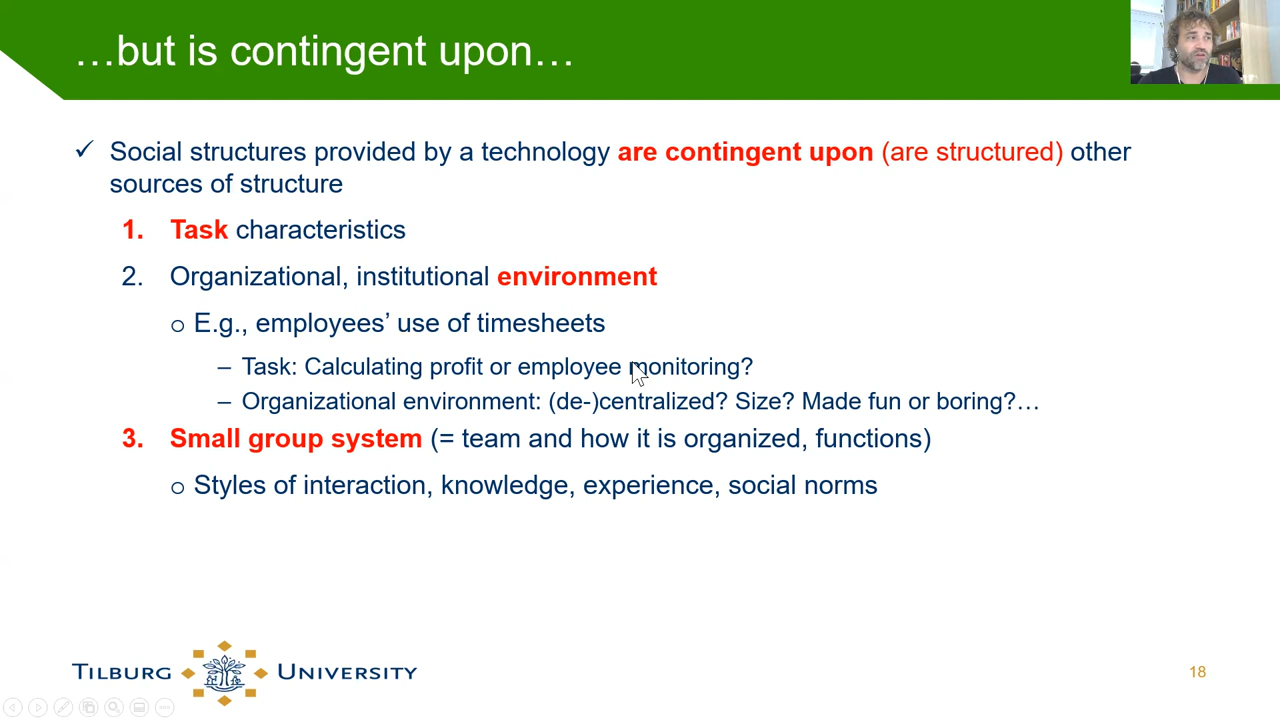 …but is contingent upon…
✓ Social structures provided by a technology are contingent upon (are structured) other
sources of structure
1. Task characteristics
2. Organizational, institutional environment
o E.g., employees’ use of timesheets
– Task: Calculating profit or employee monitoring?
– Organizational environment: (de-)centralized? Size? Made fun or boring?…
3. Small group system (= team and how it is organized, functions)
o Styles of interaction, knowledge, experience, social norms
TILBURG UNIVERSITY
18